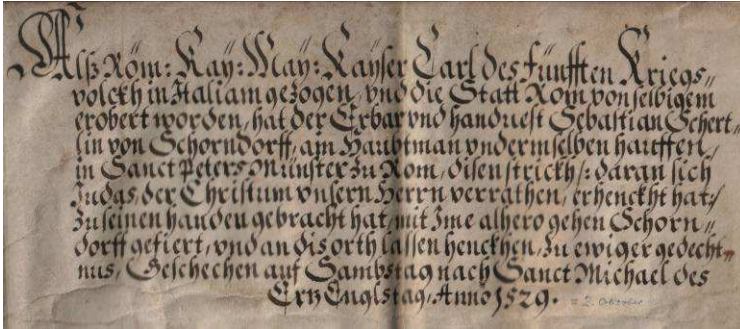 Alß Röm: Kay: May: Kayser Carl des fünfften Kriegs„
volckh in Italiam gezogen, vnd die Statt Rom von selbigem
erobert worden, hat der Erbar vnd handuest Sebastian Schert„
lin von Schorndorff, ain Haubtman vndermselben hauffen,
in Sanct Peters Münster zu Rom, disen strickh /: daran sich
Judas, der Christum vnsern Herrn verrathen, erhenckht hat :/
zu seinen handen gebracht hat, mit Ime alhero gehen Schorn„
dorff gefiert, vnd an dis orth lassen henckhen, zu ewiger gedecht„
nus, Geschechen auf Sambstag nach Sanct Michael des
Ertz Englstag, Anno 1529. = 2. Oktober